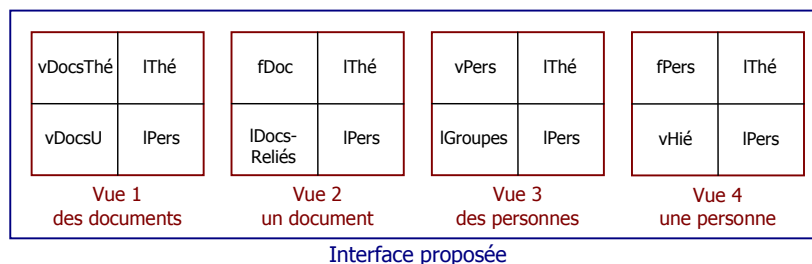 vDocsThé
lThé
vDocsU
lPers
Vue 1
des documents
fDoc
lThé
lDocs-
Reliés
lPers
Vue 2
un document
vPers
lThé
lGroupes
lPers
Vue 3
des personnes
fPers
lThé
vHié
lPers
Vue 4
une personne
Interface proposée